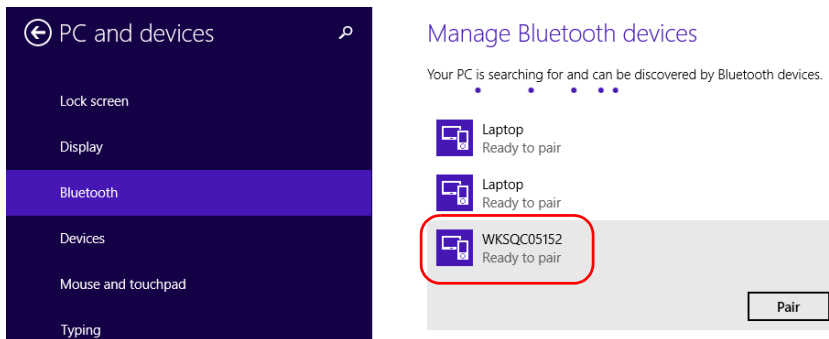 PC and devices
Lock screen
Display
Bluetooth
Devices
Mouse and touchpad
Typing
Manage Bluetooth devices
Your PC is searching for and can be discovered by Bluetooth devices.
Laptop
Ready to pair
Laptop
Ready to pair
WKSQC05152
Ready to pair
Pair